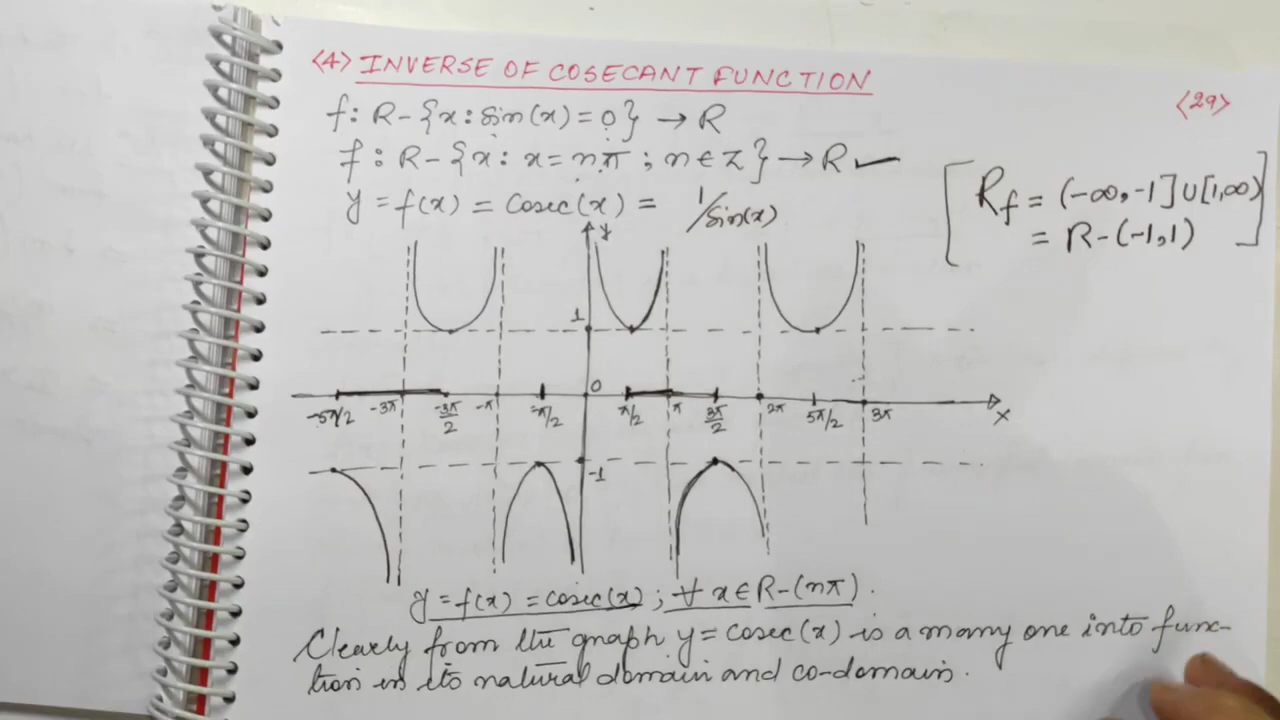 <4> INVERSE OF COSECANT FUNCTION
<29>
f: R-{x: sin(x)=0} → R
f: R-{x: x=nπ ; n∈Z} → R ✓
y = f(x) = cosec(x) = 1/sin(x)
R_f = (-∞,-1]∪[1,∞)
= R-(-1,1)
y
1
0
-5π/2 -3π -3π/2 -π -π/2 π/2 π 3π/2 2π 5π/2 3π X
-1
y=f(x)=cosec(x) ; ∀ x∈R-(nπ).
Clearly from the graph y=cosec(x) is a many one into func-
tion in its natural domain and co-domain.